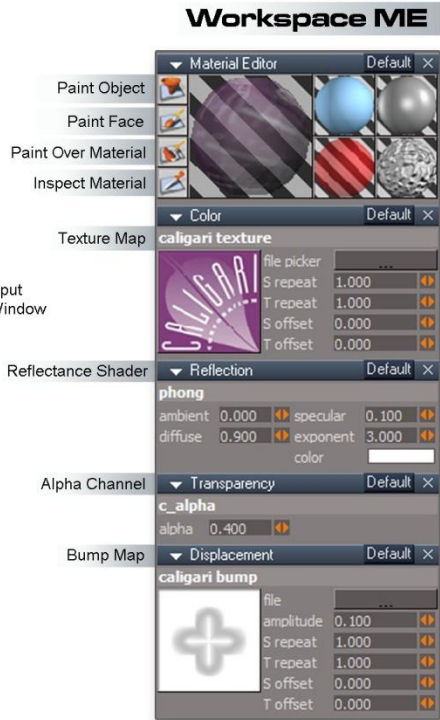 Workspace ME
Material Editor Default ×
Paint Object
Paint Face
Paint Over Material
Inspect Material
Color Default ×
Texture Map
caligari texture
CALIGARI
file picker ...
S repeat 1.000
T repeat 1.000
S offset 0.000
T offset 0.000
put
Window
Reflectance Shader
Reflection Default ×
phong
ambient 0.000 specular 0.100
diffuse 0.900 exponent 3.000
color
Alpha Channel
Transparency Default ×
c_alpha
alpha 0.400
Bump Map
Displacement Default ×
caligari bump
file ...
amplitude 0.100
S repeat 1.000
T repeat 1.000
S offset 0.000
T offset 0.000